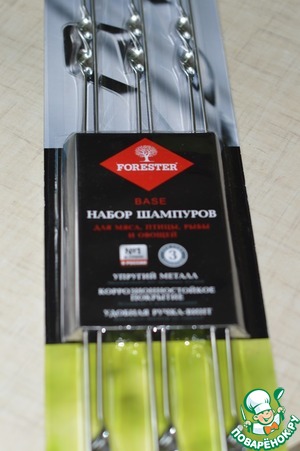 FORESTER
BASE
НАБОР ШАМПУРОВ
ДЛЯ МЯСА, ПТИЦЫ, РЫБЫ
И ОВОЩЕЙ
№1
В РОССИИ
3
УПРУГИЙ МЕТАЛЛ
КОРРОЗИОННОСТОЙКОЕ
ПОКРЫТИЕ
УДОБНАЯ РУЧКА-ВИНТ
ПОВАРЁНОК.РУ